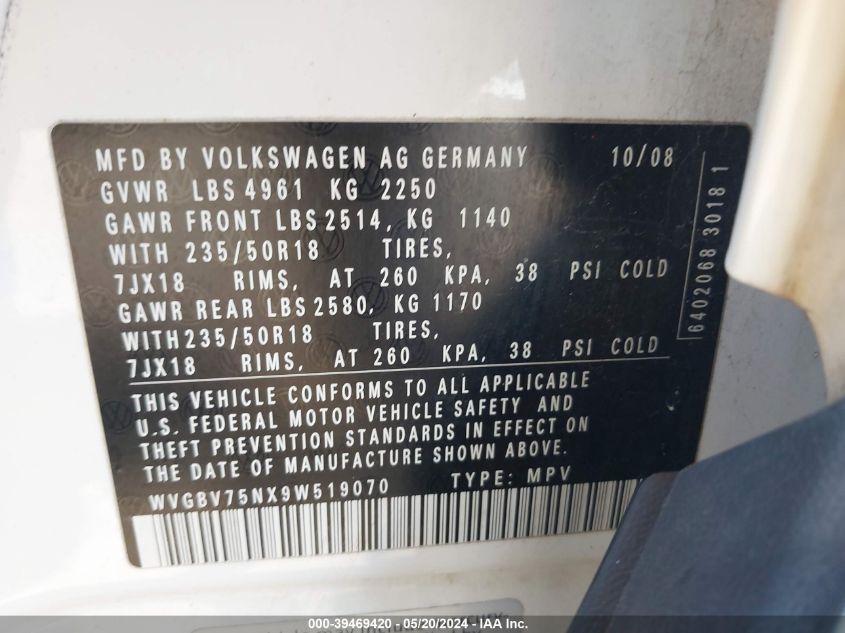 MFD BY VOLKSWAGEN AG GERMANY 10/08
GVWR LBS 4961 KG 2250
GAWR FRONT LBS 2514, KG 1140
WITH 235/50R18 TIRES,
7JX18 RIMS, AT 260 KPA, 38 PSI COLD
GAWR REAR LBS 2580, KG 1170
WITH 235/50R18 TIRES,
7JX18 RIMS, AT 260 KPA, 38 PSI COLD
THIS VEHICLE CONFORMS TO ALL APPLICABLE
U.S. FEDERAL MOTOR VEHICLE SAFETY AND
THEFT PREVENTION STANDARDS IN EFFECT ON
THE DATE OF MANUFACTURE SHOWN ABOVE.
WVGBV75NX9W519070 TYPE: MPV
6402068 3018 1
000-39469420 - 05/20/2024 - IAA Inc.